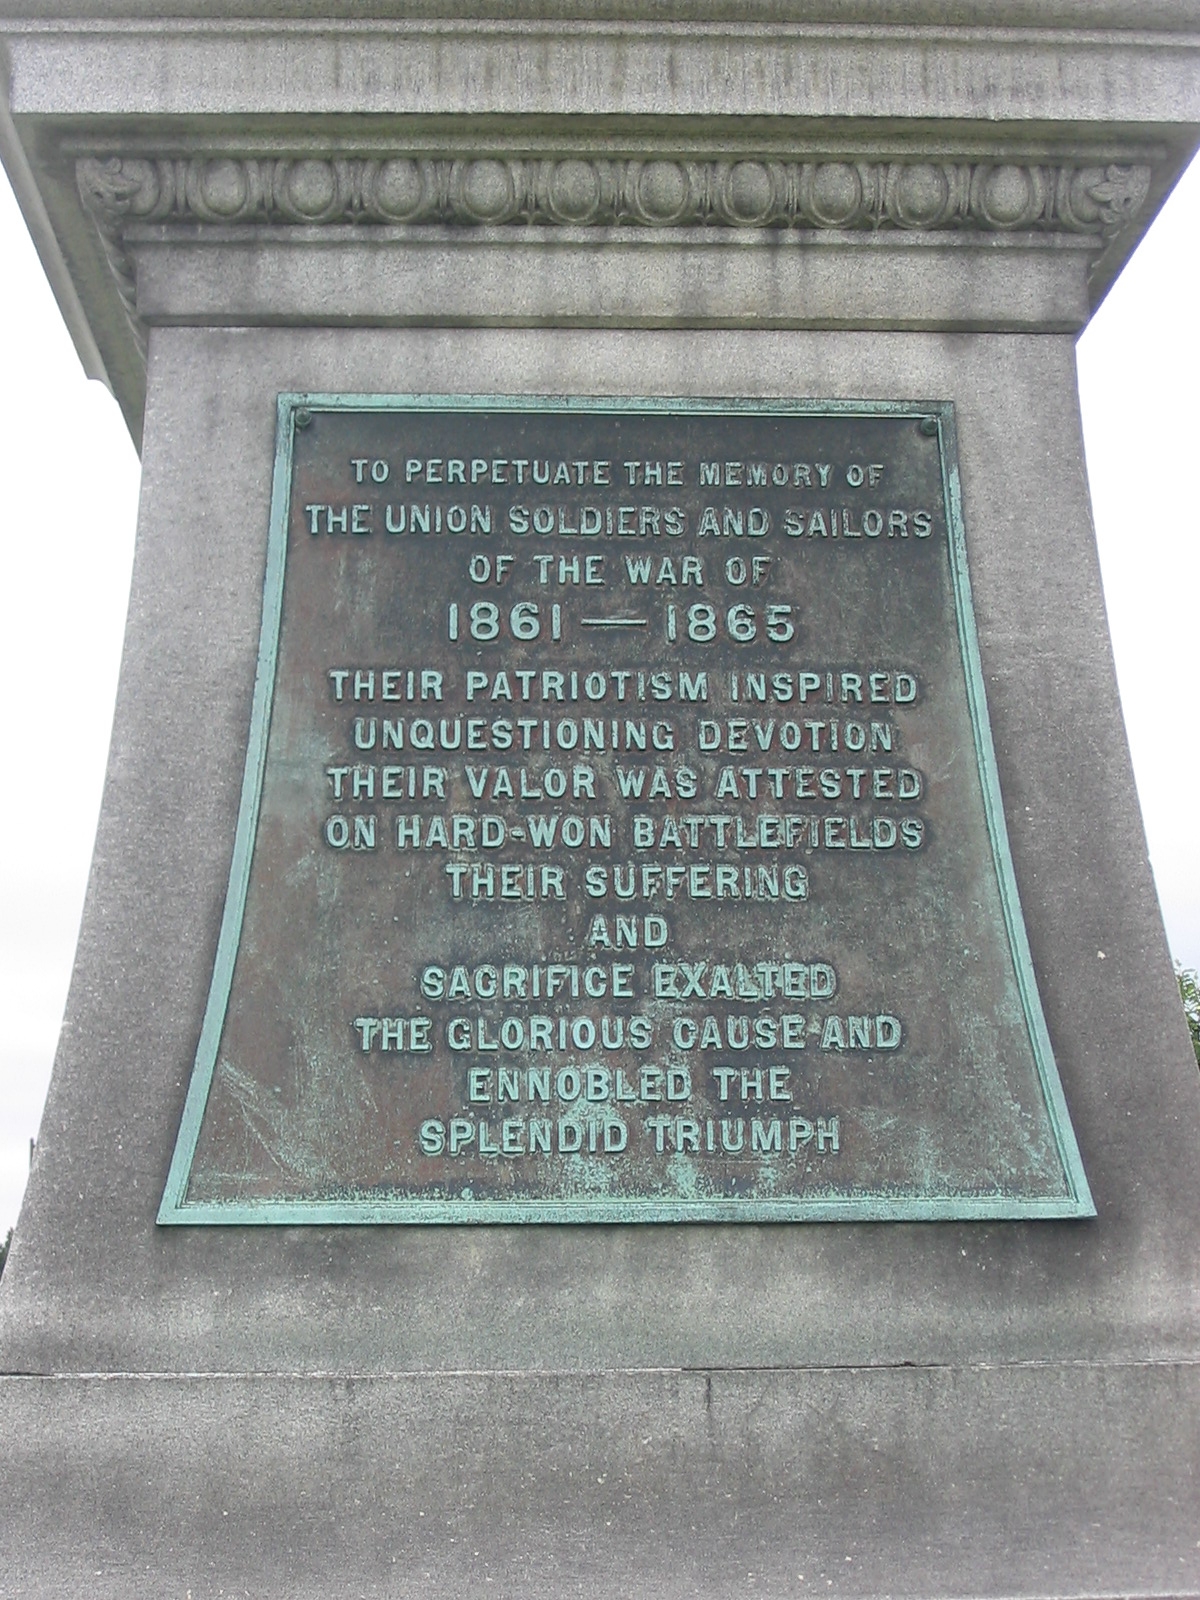 TO PERPETUATE THE MEMORY OF
THE UNION SOLDIERS AND SAILORS
OF THE WAR OF
1861 — 1865
THEIR PATRIOTISM INSPIRED
UNQUESTIONING DEVOTION
THEIR VALOR WAS ATTESTED
ON HARD-WON BATTLEFIELDS
THEIR SUFFERING
AND
SACRIFICE EXALTED
THE GLORIOUS CAUSE AND
ENNOBLED THE
SPLENDID TRIUMPH